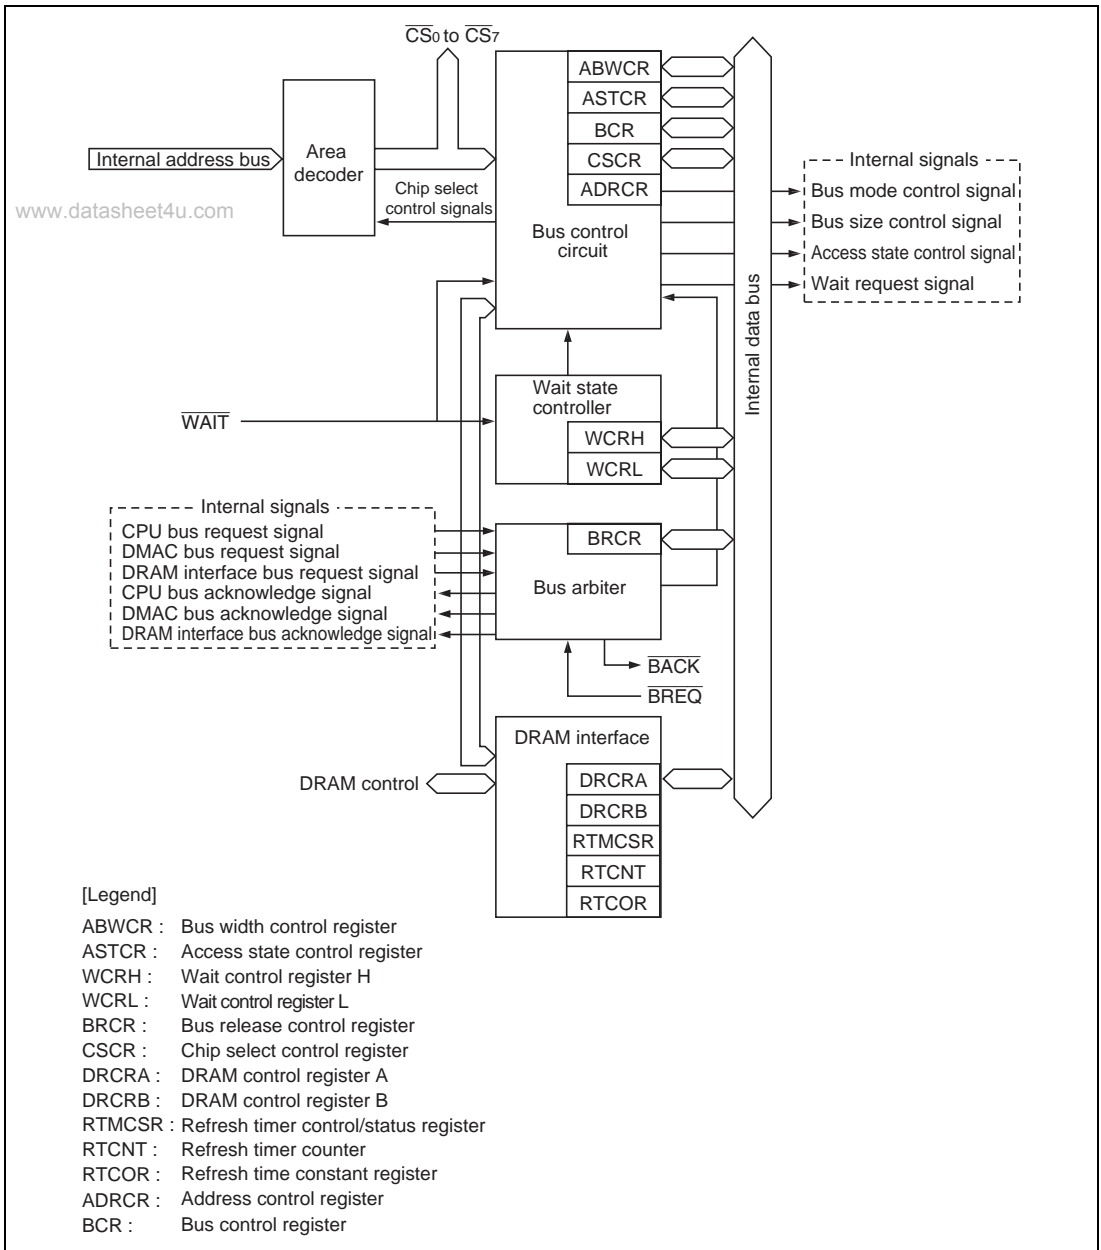 CS0 to CS7
ABWCR
ASTCR
BCR
CSCR
ADRCR
Internal address bus
Area
decoder
Chip select
control signals
Bus control
circuit
www.datasheet4u.com
Internal signals
Bus mode control signal
Bus size control signal
Access state control signal
Wait request signal
Internal data bus
Wait state
controller
WCRH
WCRL
WAIT
Internal signals
CPU bus request signal
DMAC bus request signal
DRAM interface bus request signal
CPU bus acknowledge signal
DMAC bus acknowledge signal
DRAM interface bus acknowledge signal
BRCR
Bus arbiter
BACK
BREQ
DRAM interface
DRAM control
DRCRA
DRCRB
RTMCSR
RTCNT
RTCOR
[Legend]
ABWCR : Bus width control register
ASTCR : Access state control register
WCRH : Wait control register H
WCRL : Wait control register L
BRCR : Bus release control register
CSCR : Chip select control register
DRCRA : DRAM control register A
DRCRB : DRAM control register B
RTMCSR : Refresh timer control/status register
RTCNT : Refresh timer counter
RTCOR : Refresh time constant register
ADRCR : Address control register
BCR : Bus control register